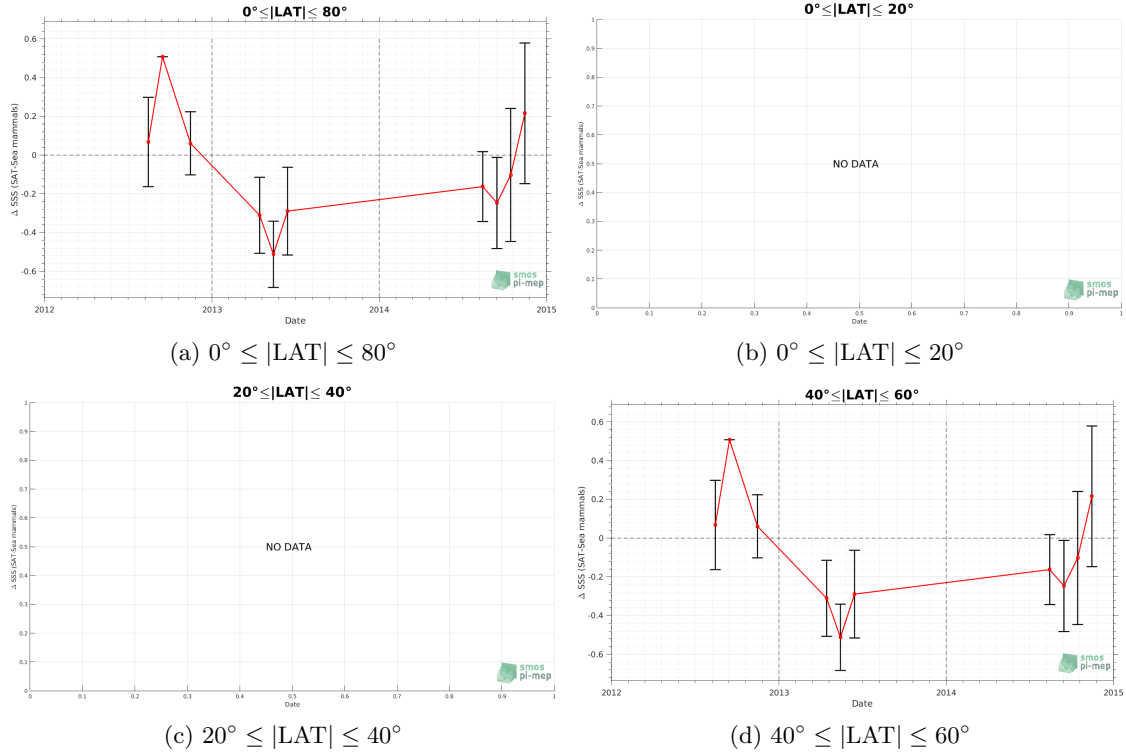 0°≤|LAT|≤ 80°
0.6
0.4
0.2
0
-0.2
-0.4
-0.6
Δ SSS (SAT-Sea mammals)
2012
2013
2014
2015
Date
smos
pi-mep
(a) 0° ≤ |LAT| ≤ 80°
0°≤|LAT|≤ 20°
1
0.9
0.8
0.7
0.6
0.5
0.4
0.3
0.2
0.1
0
Δ SSS (SAT-Sea mammals)
NO DATA
0
0.1
0.2
0.3
0.4
0.5
0.6
0.7
0.8
0.9
1
Date
smos
pi-mep
(b) 0° ≤ |LAT| ≤ 20°
20°≤|LAT|≤ 40°
1
0.9
0.8
0.7
0.6
0.5
0.4
0.3
0.2
0.1
0
Δ SSS (SAT-Sea mammals)
NO DATA
0
0.1
0.2
0.3
0.4
0.5
0.6
0.7
0.8
0.9
1
Date
smos
pi-mep
(c) 20° ≤ |LAT| ≤ 40°
40°≤|LAT|≤ 60°
0.6
0.4
0.2
0
-0.2
-0.4
-0.6
Δ SSS (SAT-Sea mammals)
2012
2013
2014
2015
Date
smos
pi-mep
(d) 40° ≤ |LAT| ≤ 60°